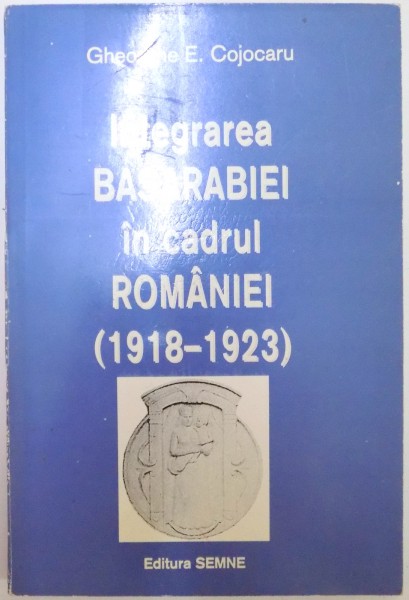 Gheorghe E. Cojocaru
Integrarea
BASARABIEI
în cadrul
ROMÂNIEI
(1918-1923)
Editura SEMNE